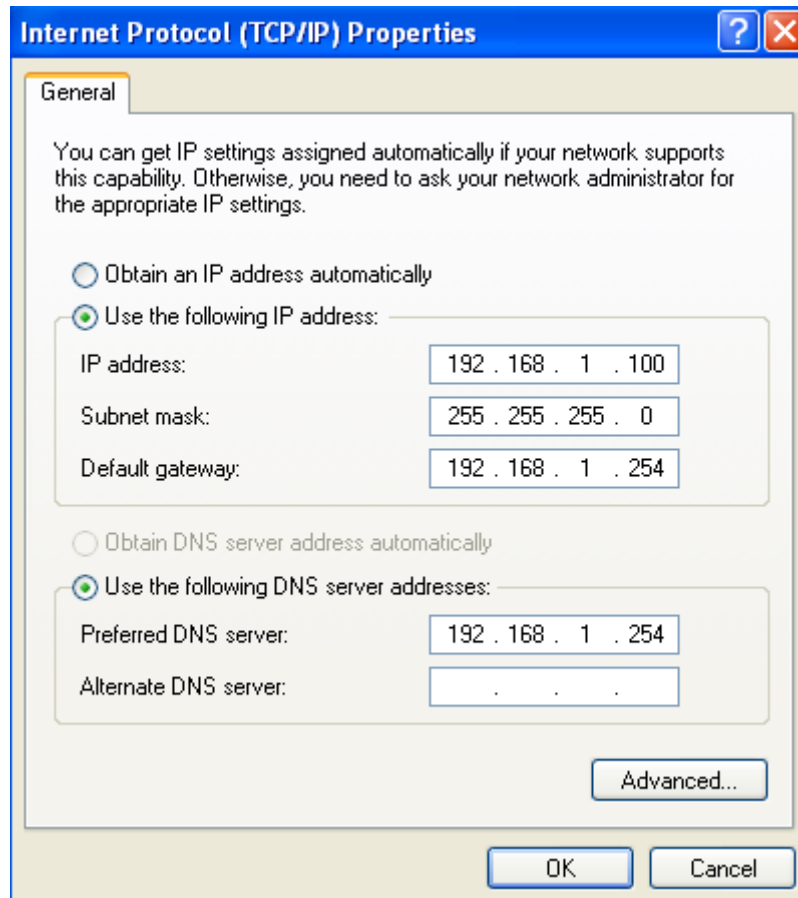 Internet Protocol (TCP/IP) Properties
General
You can get IP settings assigned automatically if your network supports
this capability. Otherwise, you need to ask your network administrator for
the appropriate IP settings.
Obtain an IP address automatically
Use the following IP address:
IP address: 192 . 168 . 1 . 100
Subnet mask: 255 . 255 . 255 . 0
Default gateway: 192 . 168 . 1 . 254
Obtain DNS server address automatically
Use the following DNS server addresses:
Preferred DNS server: 192 . 168 . 1 . 254
Alternate DNS server: . . .
Advanced...
OK Cancel